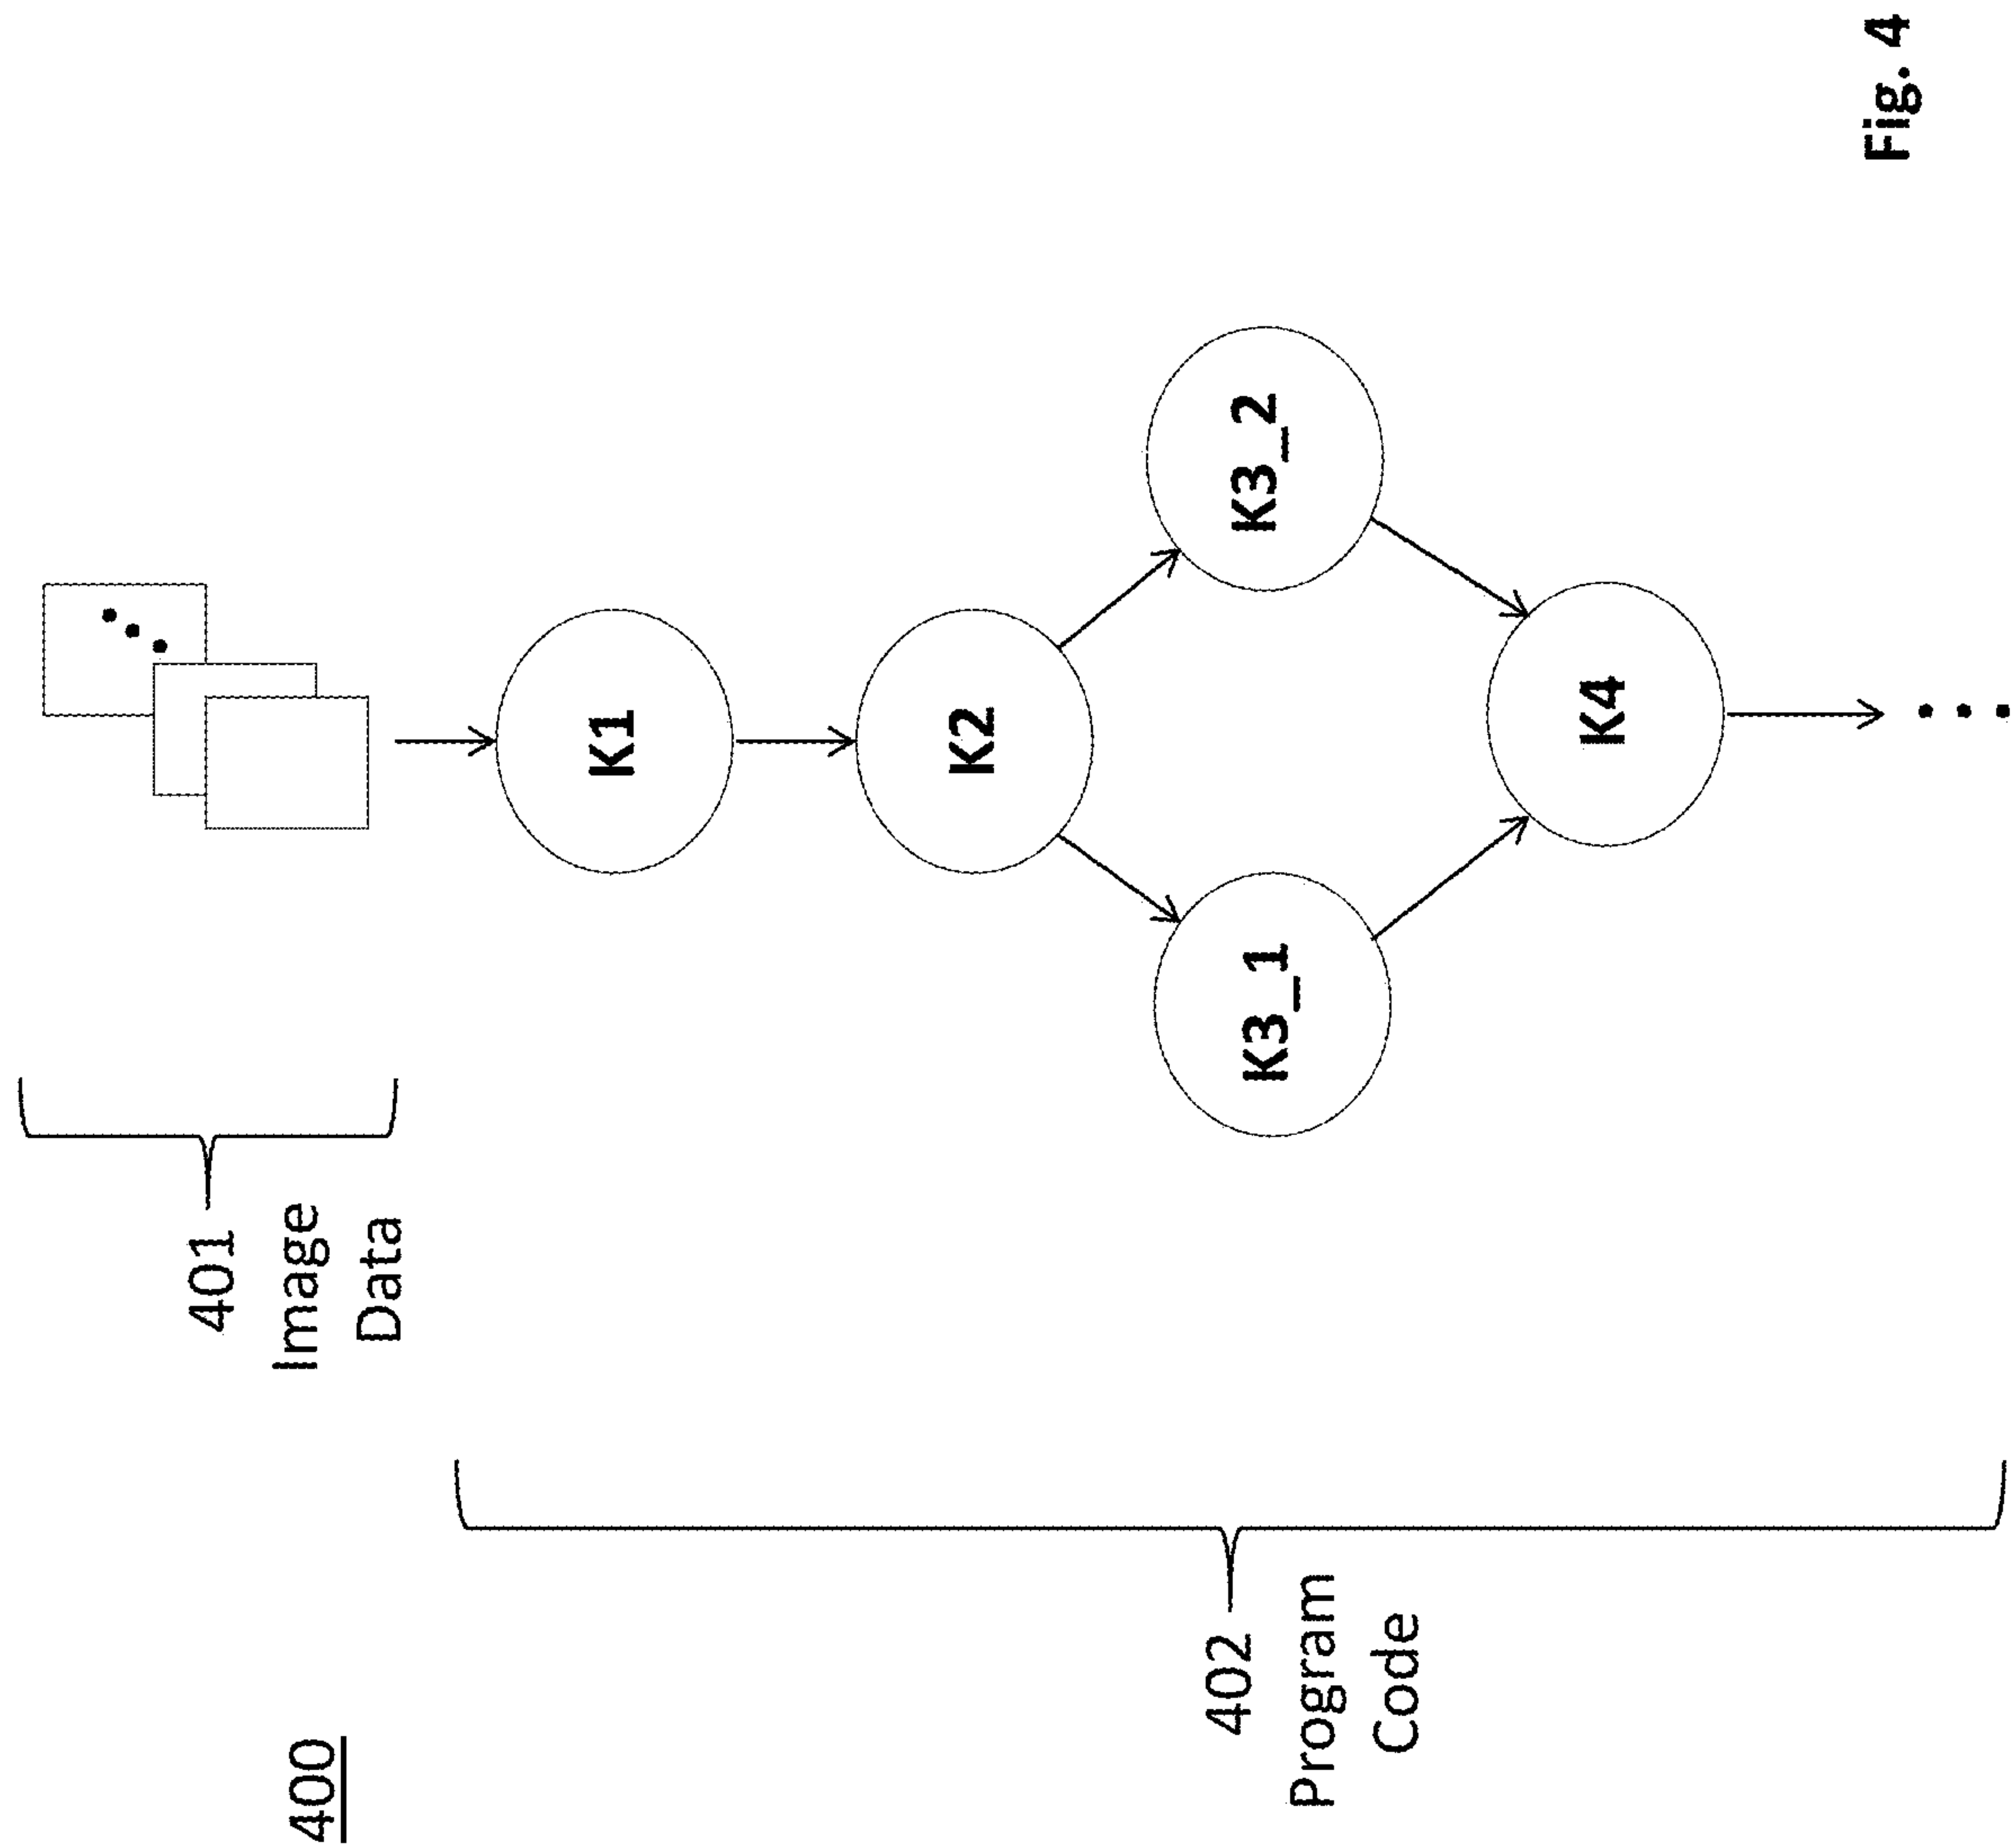 400
401
Image
Data
402
Program
Code
K1
K2
K3_1
K3_2
K4
Fig. 4